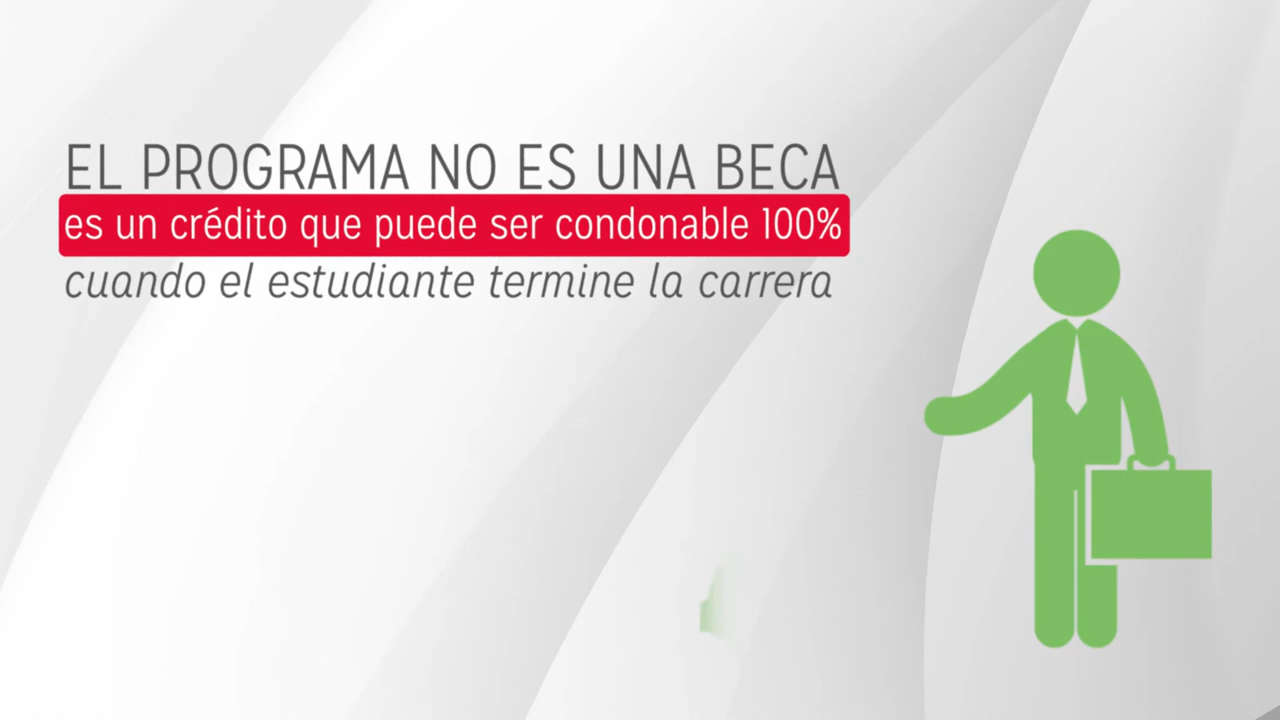 EL PROGRAMA NO ES UNA BECA
es un crédito que puede ser condonable 100%
cuando el estudiante termine la carrera